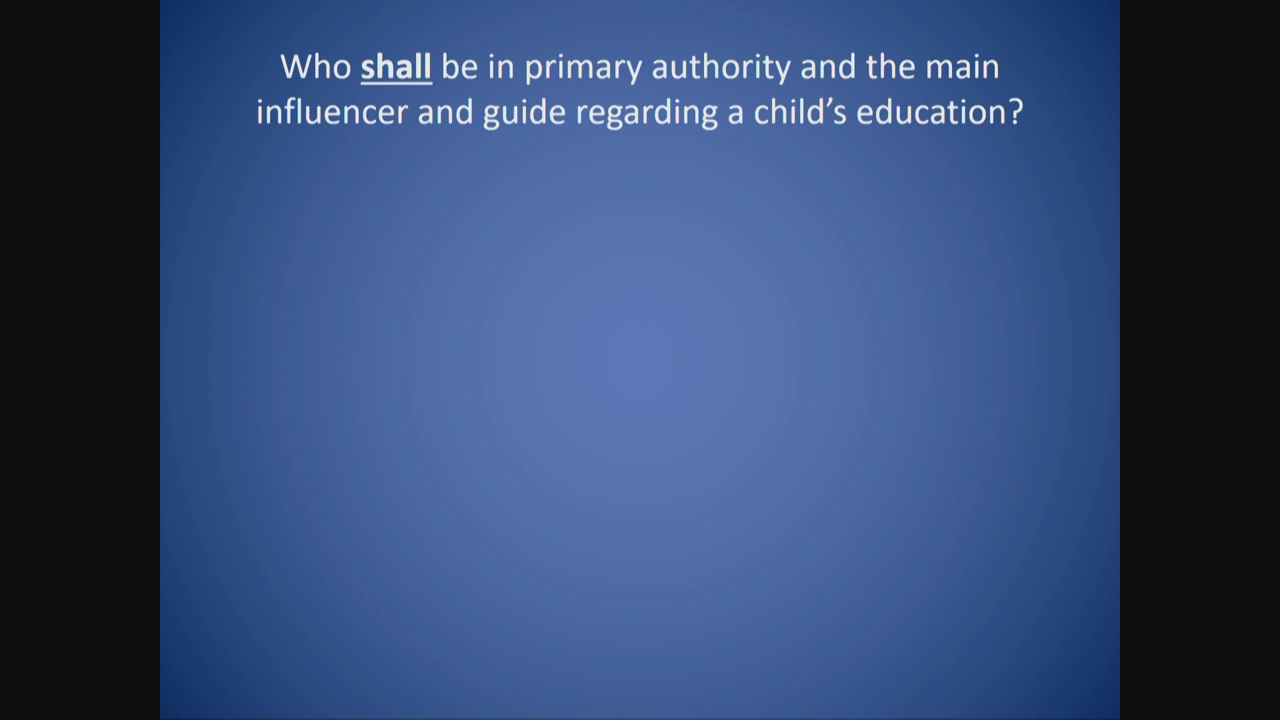 Who shall be in primary authority and the main
influencer and guide regarding a child’s education?